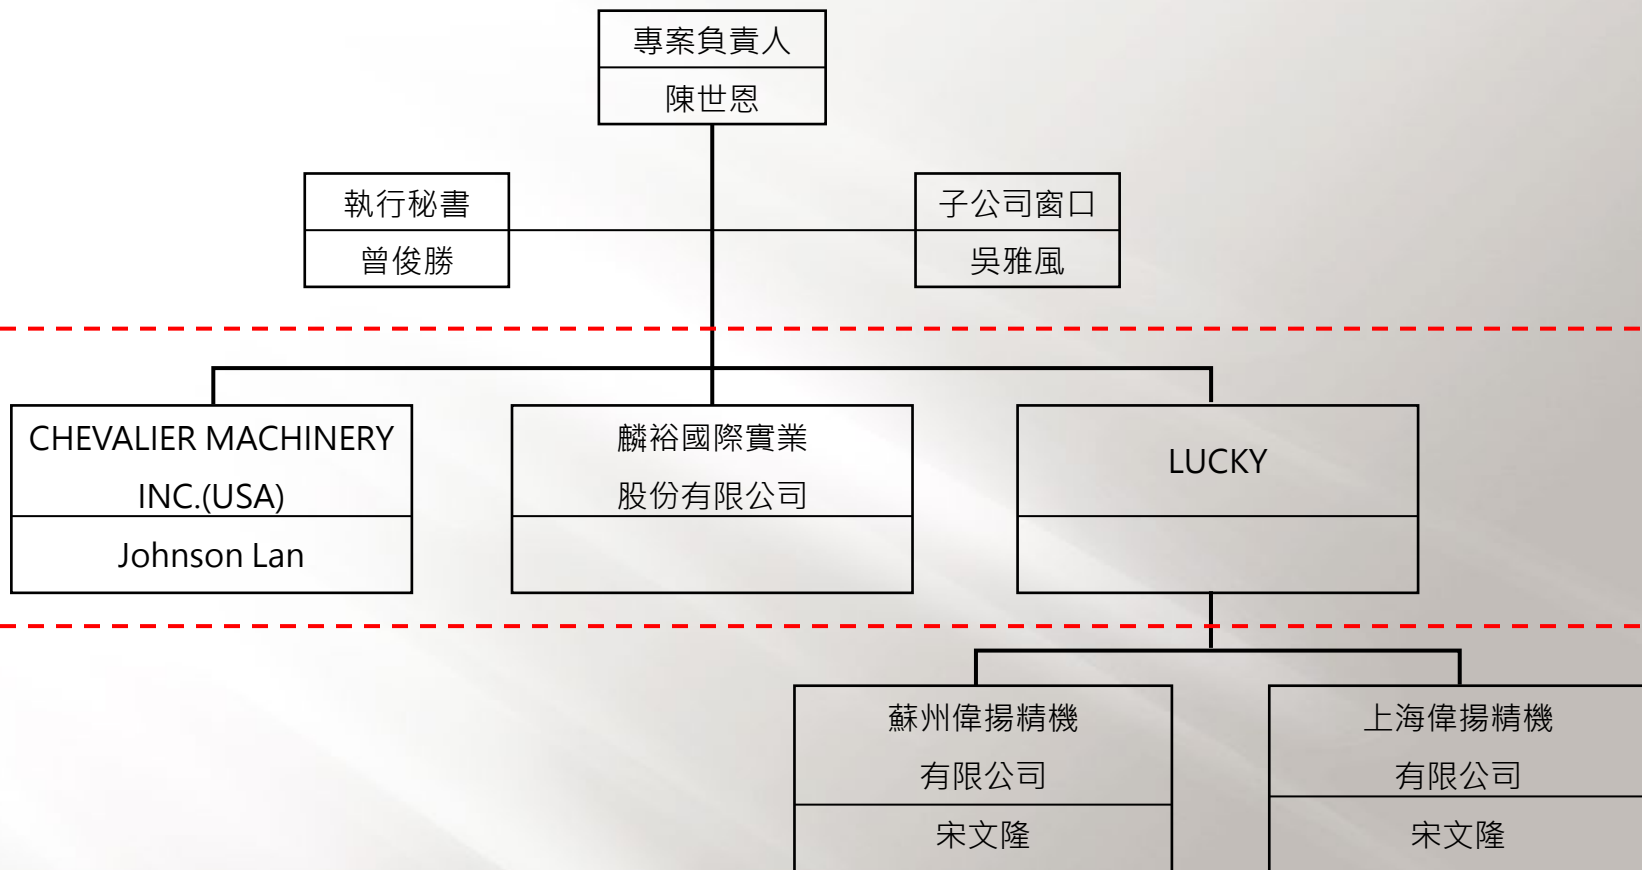 專案負責人
陳世恩
執行秘書
曾俊勝
子公司窗口
吳雅風
CHEVALIER MACHINERY
INC.(USA)
Johnson Lan
麟裕國際實業
股份有限公司
LUCKY
蘇州偉揚精機
有限公司
宋文隆
上海偉揚精機
有限公司
宋文隆